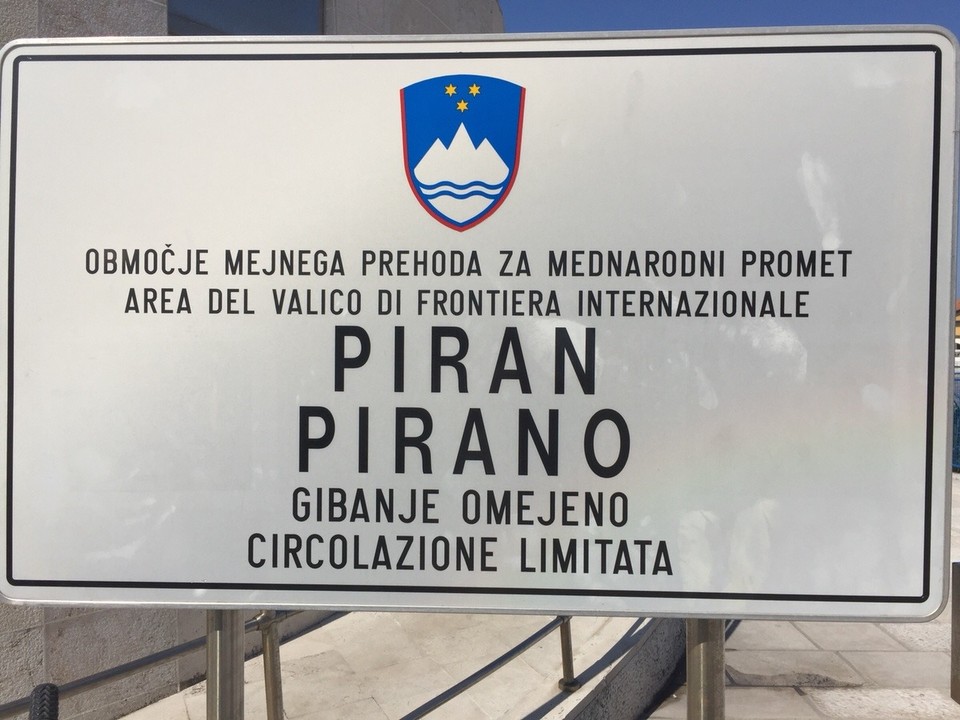 OBMOČJE MEJNEGA PREHODA ZA MEDNARODNI PROMET
AREA DEL VALICO DI FRONTIERA INTERNAZIONALE
PIRAN
PIRANO
GIBANJE OMEJENO
CIRCOLAZIONE LIMITATA